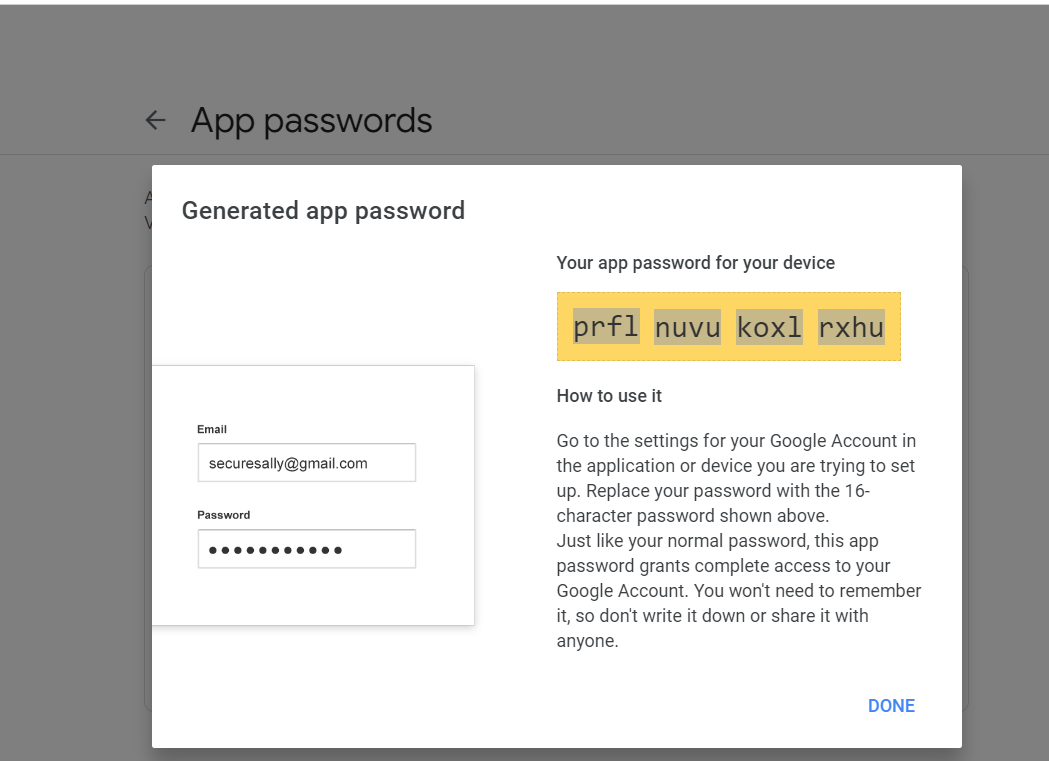 App passwords
Generated app password
Your app password for your device
prfl nuvu koxl rxhu
How to use it
Go to the settings for your Google Account in
the application or device you are trying to set
up. Replace your password with the 16-
character password shown above.
Just like your normal password, this app
password grants complete access to your
Google Account. You won't need to remember
it, so don't write it down or share it with
anyone.
Email
securesally@gmail.com
Password
DONE